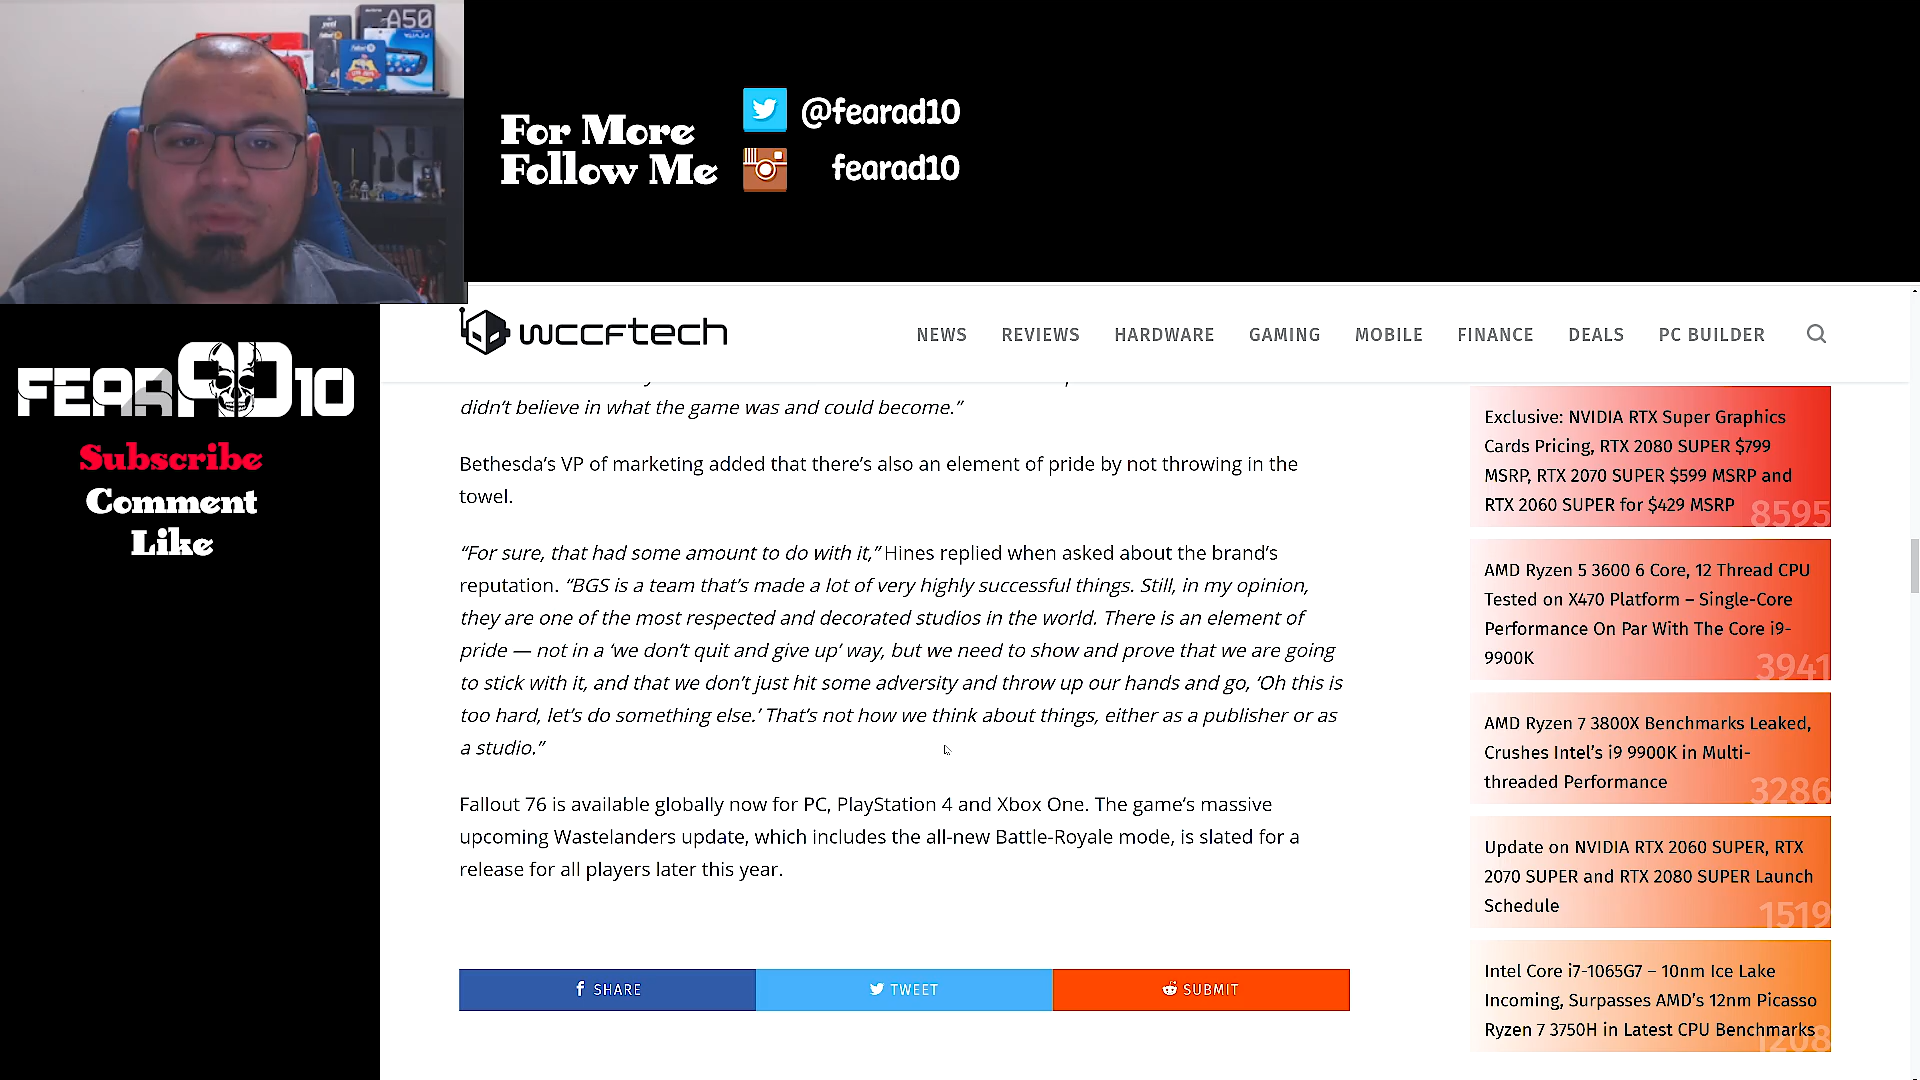 A50
For More
Follow Me
@fearad10
fearad10
FEAR AD10
Subscribe
Comment
Like
wccftech
NEWS REVIEWS HARDWARE GAMING MOBILE FINANCE DEALS PC BUILDER
didn’t believe in what the game was and could become.”
Bethesda’s VP of marketing added that there’s also an element of pride by not throwing in the
towel.
“For sure, that had some amount to do with it,” Hines replied when asked about the brand’s
reputation. “BGS is a team that’s made a lot of very highly successful things. Still, in my opinion,
they are one of the most respected and decorated studios in the world. There is an element of
pride — not in a ‘we don’t quit and give up’ way, but we need to show and prove that we are going
to stick with it, and that we don’t just hit some adversity and throw up our hands and go, ‘Oh this is
too hard, let’s do something else.’ That’s not how we think about things, either as a publisher or as
a studio.”
Fallout 76 is available globally now for PC, PlayStation 4 and Xbox One. The game’s massive
upcoming Wastelanders update, which includes the all-new Battle-Royale mode, is slated for a
release for all players later this year.
SHARE
TWEET
SUBMIT
Exclusive: NVIDIA RTX Super Graphics
Cards Pricing, RTX 2080 SUPER $799
MSRP, RTX 2070 SUPER $599 MSRP and
RTX 2060 SUPER for $429 MSRP
8595
AMD Ryzen 5 3600 6 Core, 12 Thread CPU
Tested on X470 Platform – Single-Core
Performance On Par With The Core i9-
9900K
3941
AMD Ryzen 7 3800X Benchmarks Leaked,
Crushes Intel’s i9 9900K in Multi-
threaded Performance
3286
Update on NVIDIA RTX 2060 SUPER, RTX
2070 SUPER and RTX 2080 SUPER Launch
Schedule
1519
Intel Core i7-1065G7 – 10nm Ice Lake
Incoming, Surpasses AMD’s 12nm Picasso
Ryzen 7 3750H in Latest CPU Benchmarks
1208